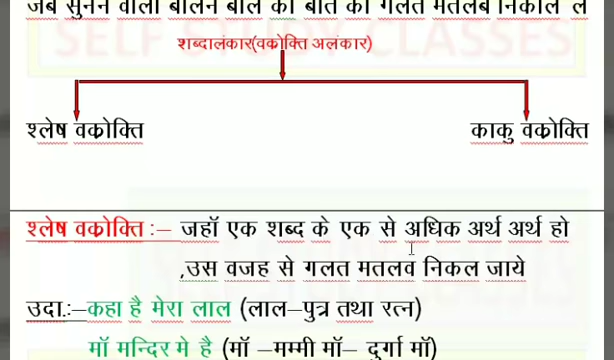 जब सुनने वाला बोलने बाले की बात का गलत मतलब निकाल ले
शब्दालंकार(वकोक्ति अलंकार)
श्लेष वकोक्ति काकु वकोक्ति
श्लेष वकोक्ति :– जहॉ एक शब्द के एक से अधिक अर्थ अर्थ हो
,उस वजह से गलत मतलव निकल जाये
उदा.:–कहा है मेरा लाल (लाल–पुत्र तथा रत्न)
मॉ मन्दिर मे है (मॉ –मम्मी मॉ– दुर्गा मॉ)